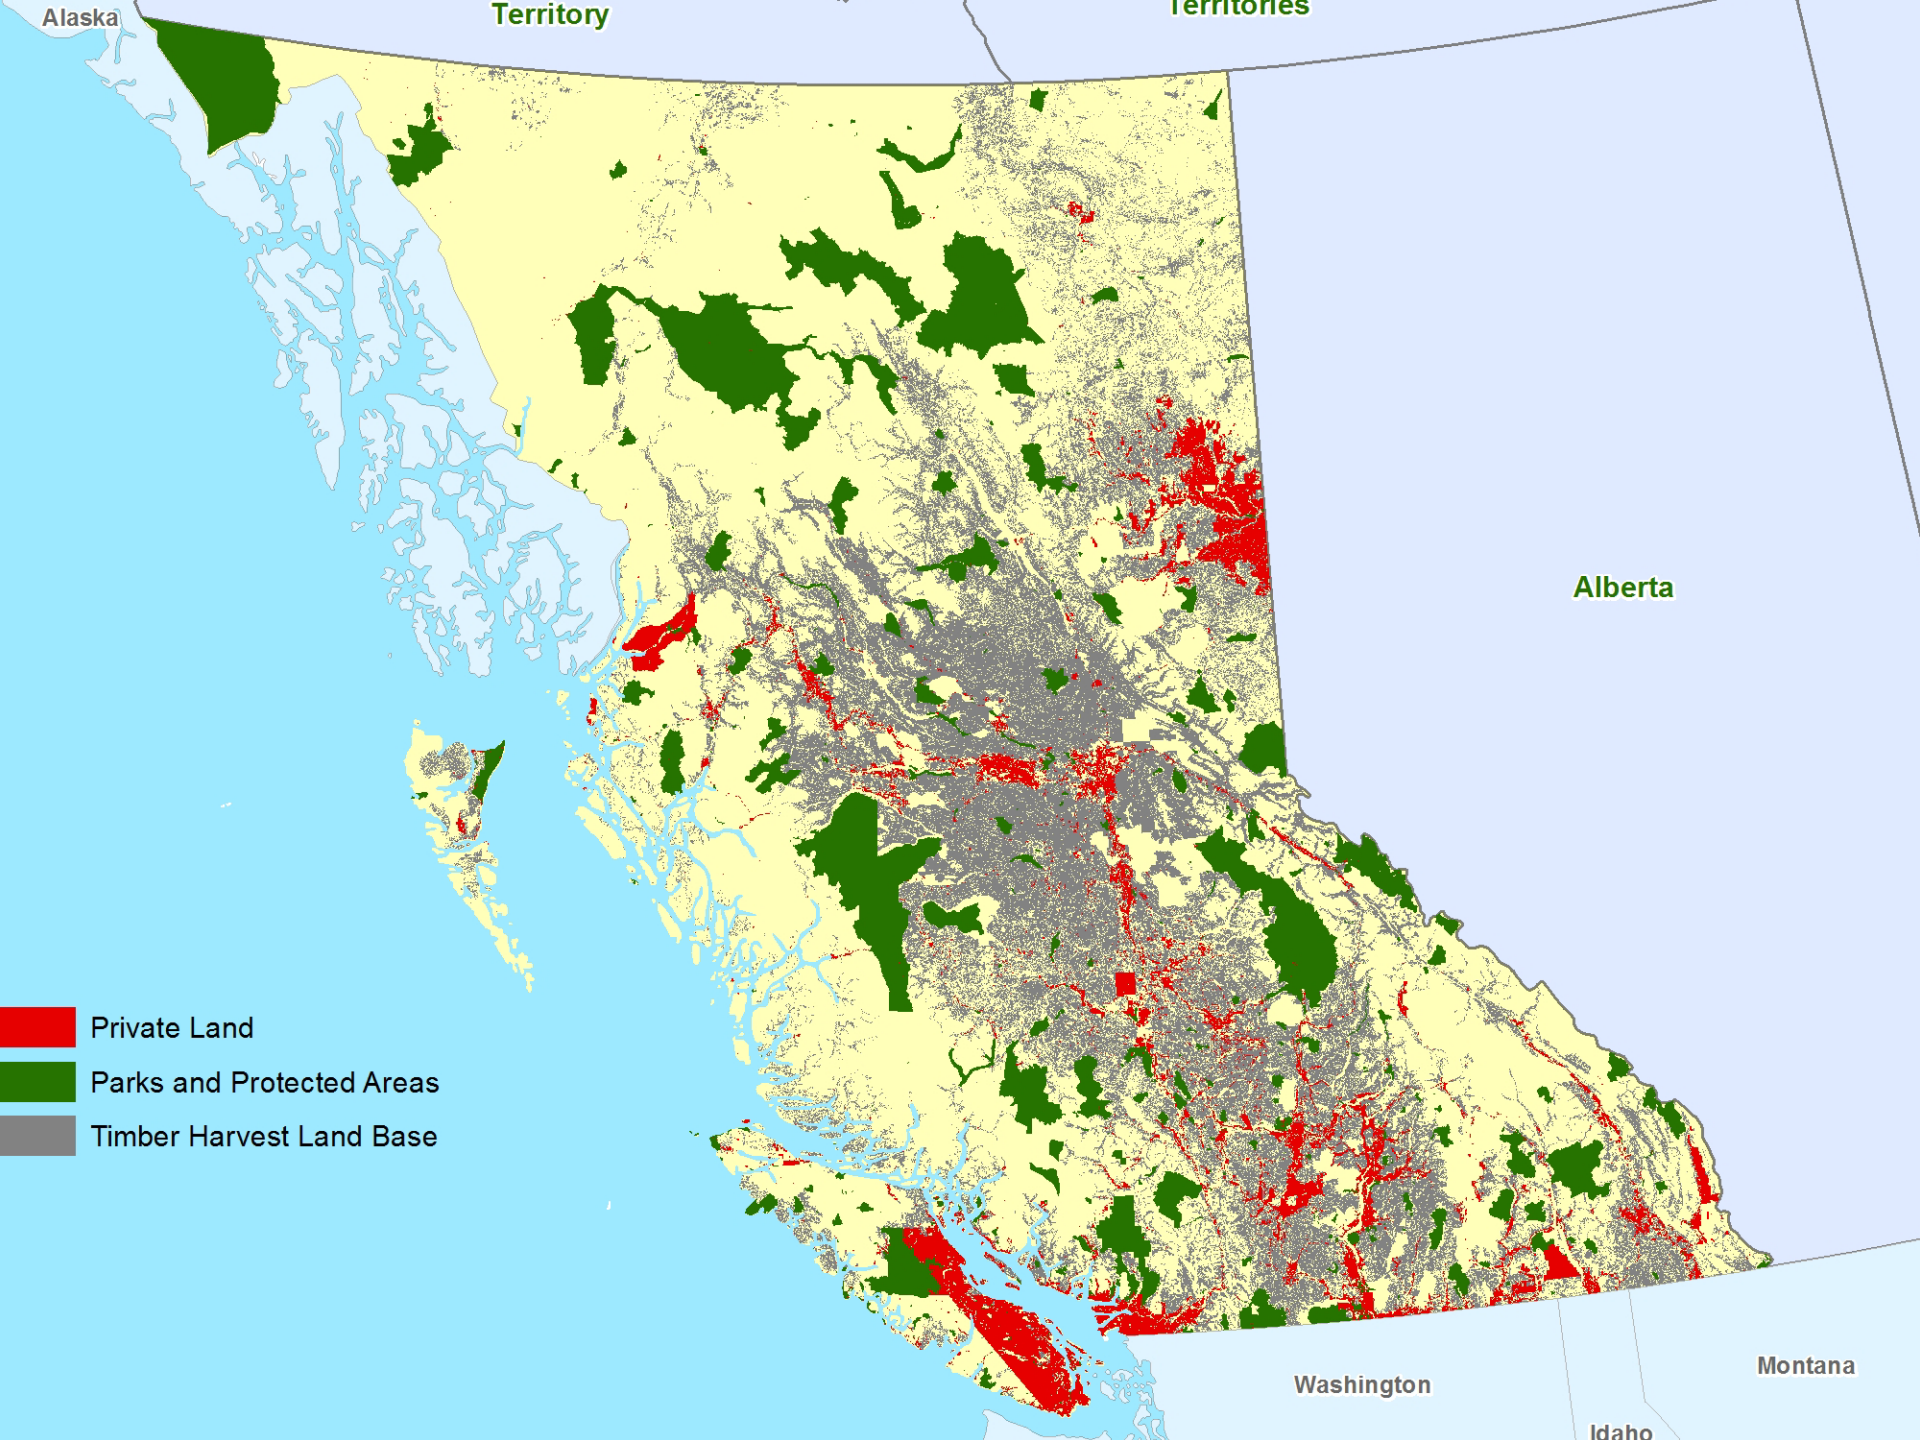 Alaska
Territory
Territories
Alberta
Private Land
Parks and Protected Areas
Timber Harvest Land Base
Washington
Montana
Idaho